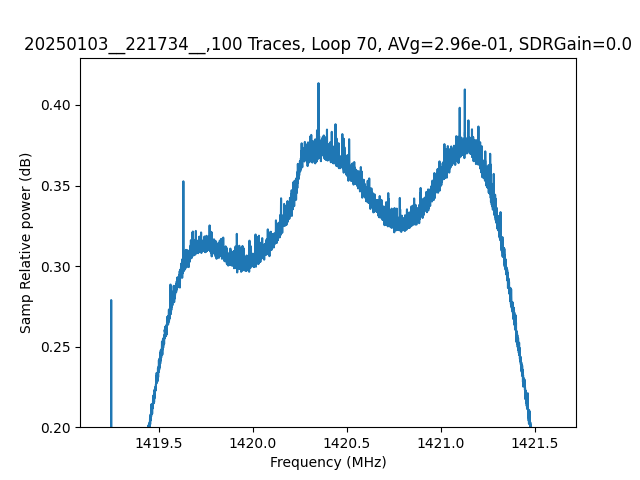 20250103__221734__,100 Traces, Loop 70, AVg=2.96e-01, SDRGain=0.0
Samp Relative power (dB)
0.40
0.35
0.30
0.25
0.20
1419.5 1420.0 1420.5 1421.0 1421.5
Frequency (MHz)